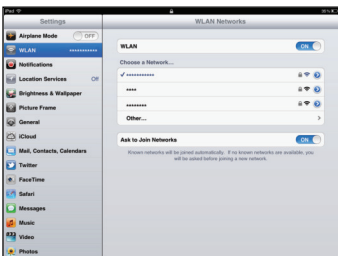 iPad
Settings
WLAN Networks
Airplane Mode OFF
WLAN ***********
Notifications
Location Services Off
Brightness & Wallpaper
Picture Frame
General
iCloud
Mail, Contacts, Calendars
Twitter
FaceTime
Safari
Messages
Music
Video
Photos
WLAN ON
Choose a Network...
***********
****
********
Other...
Ask to Join Networks ON
Known networks will be joined automatically. If no known networks are available, you
will be asked before joining a new network.